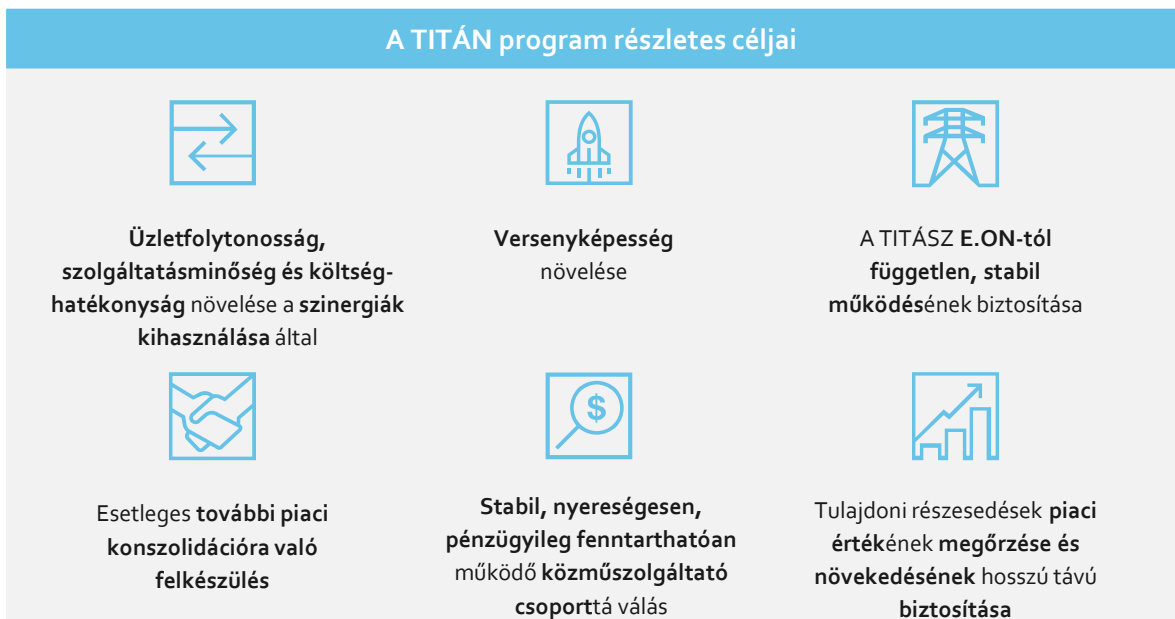 A TITÁN program részletes céljai
Üzletfolytonosság,
szolgáltatásminőség és költség-
hatékonyság növelése a szinergiák
kihasználása által
Versenyképesség
növelése
A TITÁSZ E.ON-tól
független, stabil
működésének biztosítása
Esetleges további piaci
konszolidációra való
felkészülés
$
Stabil, nyereségesen,
pénzügyileg fenntarthatóan
működő közműszolgáltató
csoporttá válás
Tulajdoni részesedések piaci
értékének megőrzése és
növekedésének hosszú távú
biztosítása